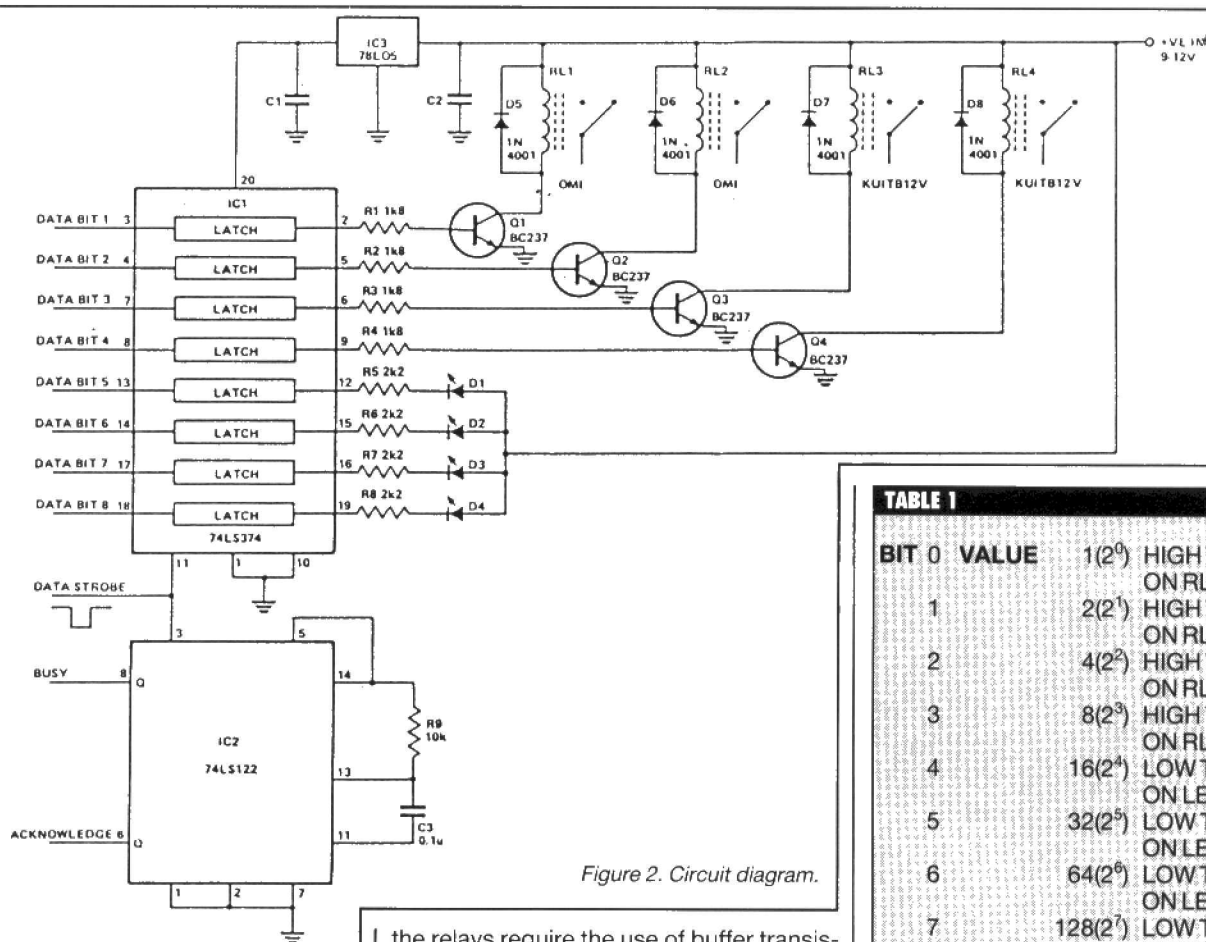 IC3
78L05
9-12V
C1
C2
D5
1N
4001
RL1
OMI
D6
1N
4001
RL2
OMI
D7
1N
4001
RL3
KUITB12V
D8
1N
4001
RL4
KUITB12V
20
IC1
DATA BIT 1 3
LATCH
2
R1 1k8
Q1
BC237
DATA BIT 2 4
LATCH
5
R2 1k8
Q2
BC237
DATA BIT 3 7
LATCH
6
R3 1k8
Q3
BC237
DATA BIT 4 8
LATCH
9
R4 1k8
Q4
BC237
DATA BIT 5 13
LATCH
12
R5 2k2
D1
DATA BIT 6 14
LATCH
15
R6 2k2
D2
DATA BIT 7 17
LATCH
16
R7 2k2
D3
DATA BIT 8 18
LATCH
19
R8 2k2
D4
74LS374
11
1
10
DATA STROBE
3
5
BUSY 8
Q
14
R9
10k
IC2
74LS122
13
C3
0.1u
11
ACKNOWLEDGE 6
Q
1
2
7
Figure 2. Circuit diagram.
the relays require the use of buffer transis-
TABLE 1
BIT 0 VALUE 1(2⁰) HIGH
ON RL
1 2(2¹) HIGH
ON RL
2 4(2²) HIGH
ON RL
3 8(2³) HIGH
ON RL
4 16(2⁴) LOW T
ON LE
5 32(2⁵) LOW T
ON LE
6 64(2⁶) LOW T
ON LE
7 128(2⁷) LOW T